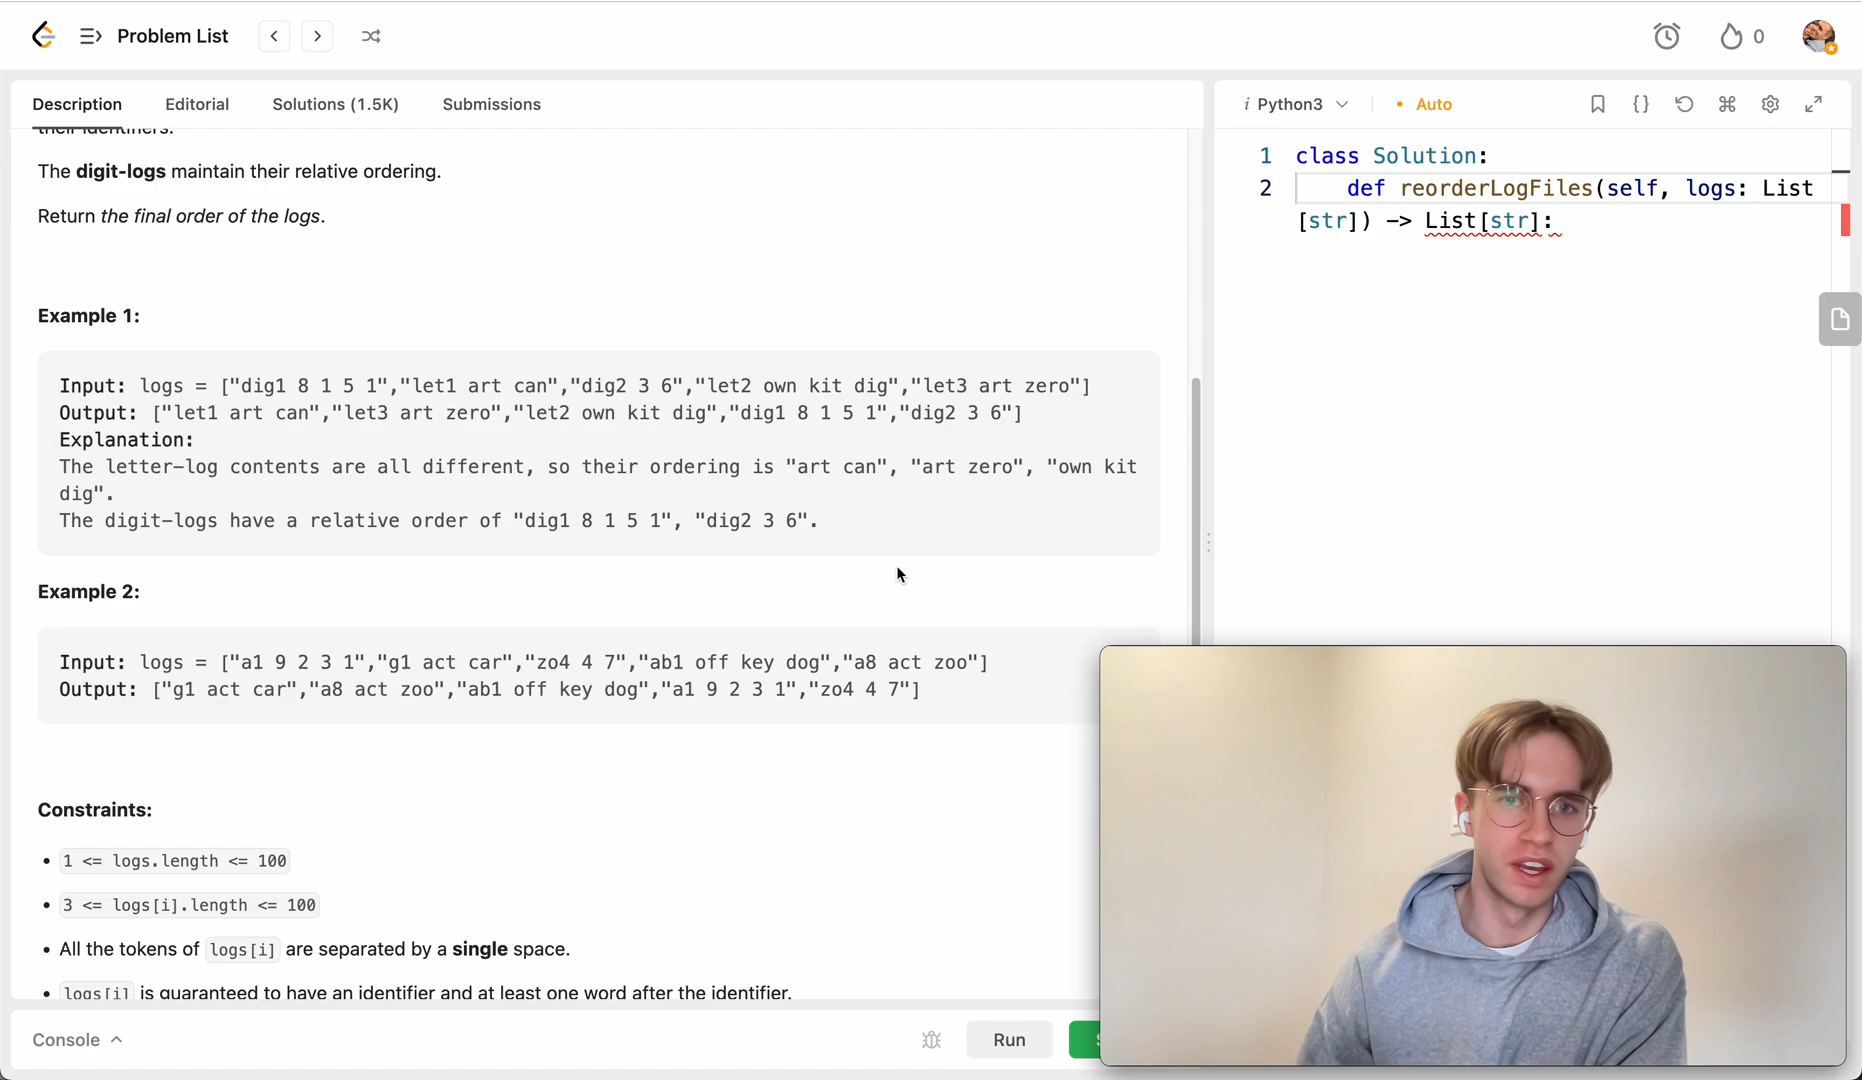 Problem List
0
Description Editorial Solutions (1.5K) Submissions
their identifiers.
The digit-logs maintain their relative ordering.
Return the final order of the logs.
Example 1:
Input: logs = ["dig1 8 1 5 1","let1 art can","dig2 3 6","let2 own kit dig","let3 art zero"]
Output: ["let1 art can","let3 art zero","let2 own kit dig","dig1 8 1 5 1","dig2 3 6"]
Explanation:
The letter-log contents are all different, so their ordering is "art can", "art zero", "own kit
dig".
The digit-logs have a relative order of "dig1 8 1 5 1", "dig2 3 6".
Example 2:
Input: logs = ["a1 9 2 3 1","g1 act car","zo4 4 7","ab1 off key dog","a8 act zoo"]
Output: ["g1 act car","a8 act zoo","ab1 off key dog","a1 9 2 3 1","zo4 4 7"]
Constraints:
• 1 <= logs.length <= 100
• 3 <= logs[i].length <= 100
• All the tokens of logs[i] are separated by a single space.
• logs[i] is guaranteed to have an identifier and at least one word after the identifier.
Console
Run
i Python3 • Auto
1 class Solution:
2 def reorderLogFiles(self, logs: List
[str]) -> List[str]: